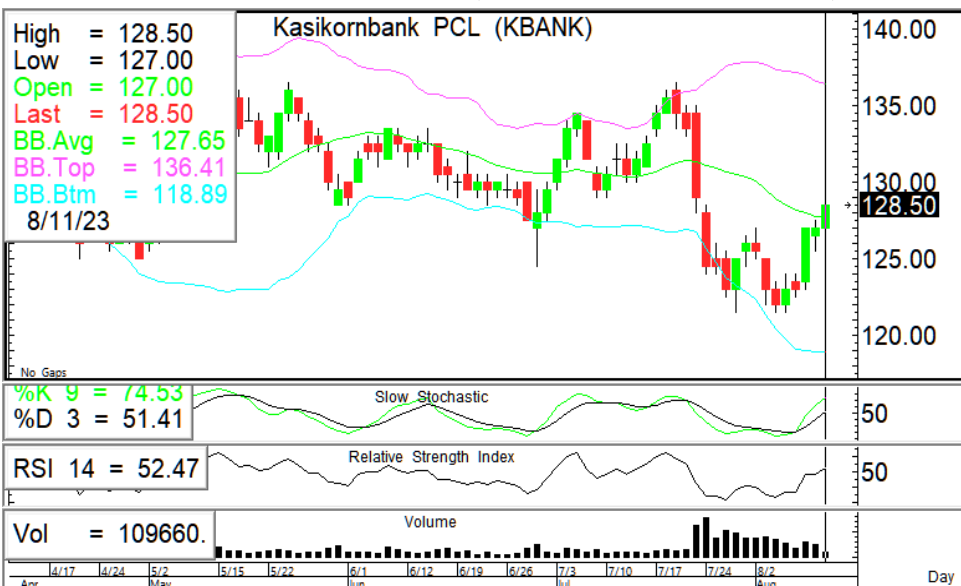 Kasikornbank PCL (KBANK)
High = 128.50
Low = 127.00
Open = 127.00
Last = 128.50
BB.Avg = 127.65
BB.Top = 136.41
BB.Btm = 118.89
8/11/23
140.00
135.00
130.00
128.50
125.00
120.00
No Gaps
%K 9 = 74.53
%D 3 = 51.41
Slow Stochastic
50
RSI 14 = 52.47
Relative Strength Index
50
Vol = 109660.
Volume
4/17 4/24 5/2 5/15 5/22 6/1 6/12 6/19 6/26 7/3 7/10 7/17 7/24 8/2
Apr May Jun Jul Aug Day